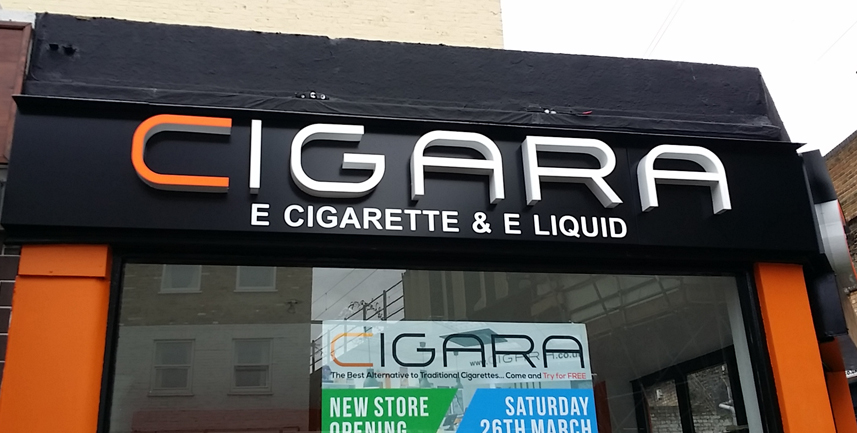 CIGARA
E CIGARETTE & E LIQUID
CIGARA
The Best Alternative to Traditional Cigarettes... Come and Try for FREE
NEW STORE
OPENING
SATURDAY
26TH MARCH